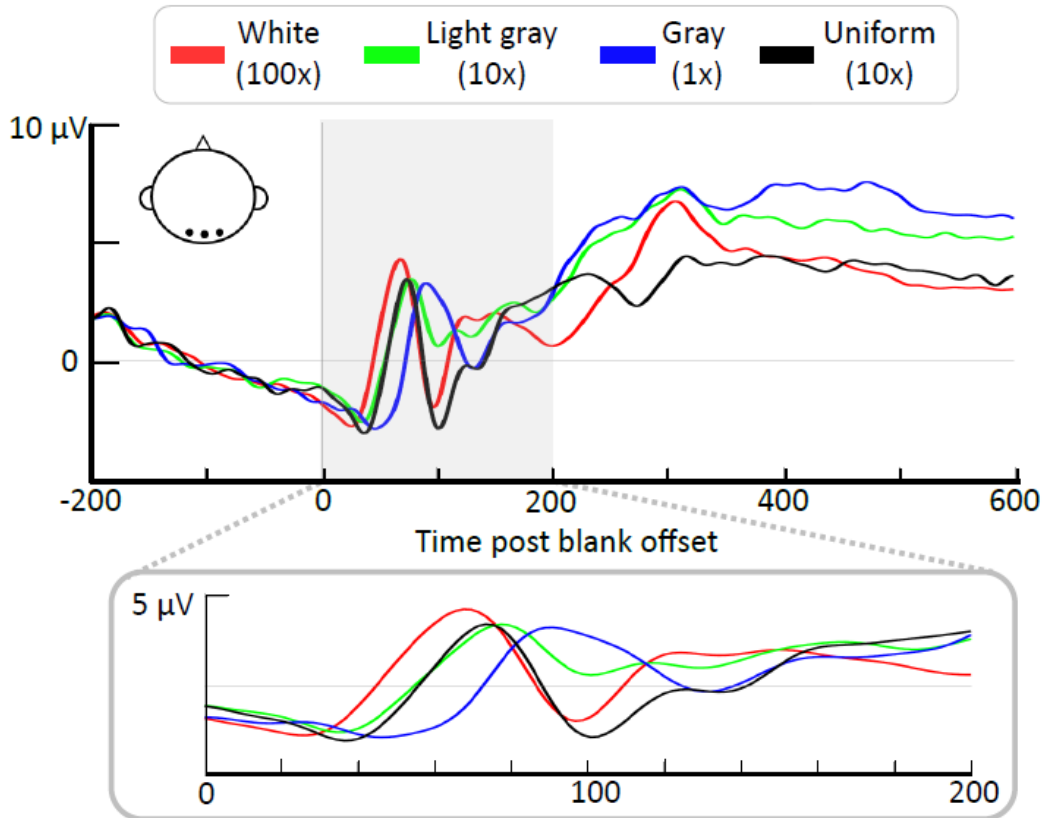 White Light gray Gray Uniform
(100x) (10x) (1x) (10x)
10 µV
0
-200 0 200 400 600
Time post blank offset
5 µV
0 100 200